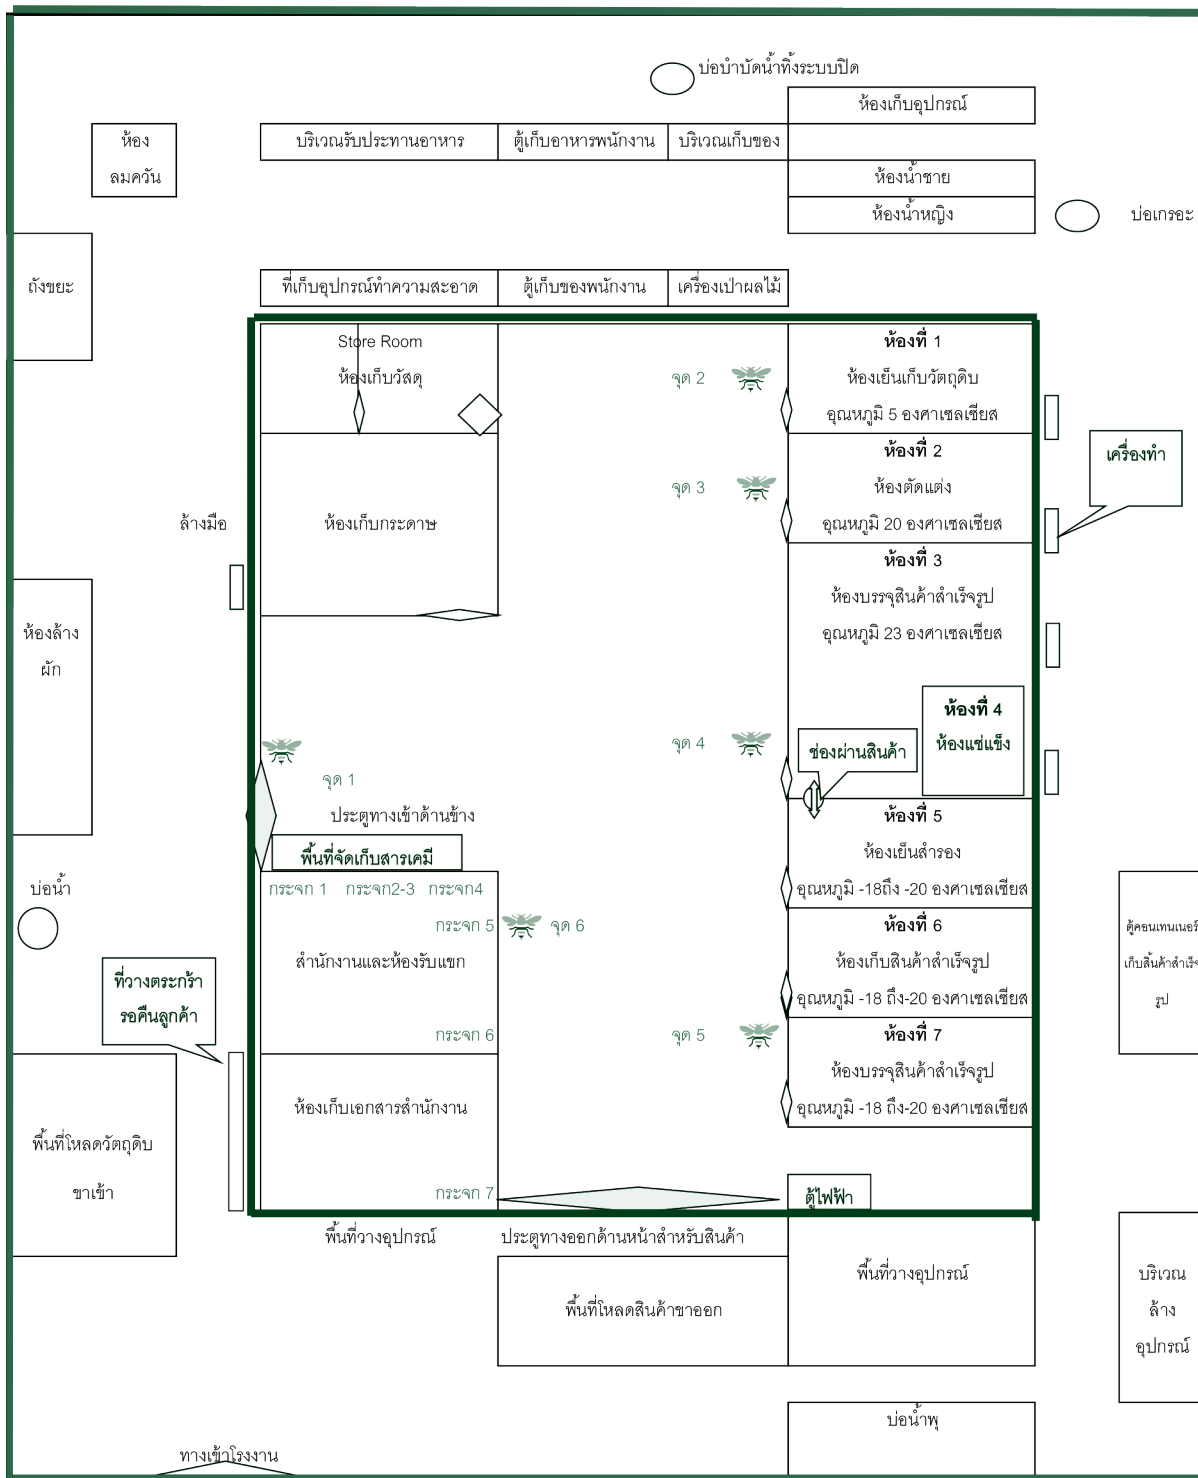 บ่อบำบัดน้ำทิ้งระบบปิด
ห้องเก็บอุปกรณ์
ห้อง
ลมควัน
บริเวณรับประทานอาหาร
ตู้เก็บอาหารพนักงาน
บริเวณเก็บของ
ห้องน้ำชาย
ห้องน้ำหญิง
บ่อเกรอะ
ถังขยะ
ที่เก็บอุปกรณ์ทำความสะอาด
ตู้เก็บของพนักงาน
เครื่องเป่าผลไม้
Store Room
ห้องเก็บวัสดุ
จุด 2
ห้องที่ 1
ห้องเย็นเก็บวัตถุดิบ
อุณหภูมิ 5 องศาเซลเซียส
จุด 3
ห้องที่ 2
ห้องตัดแต่ง
อุณหภูมิ 20 องศาเซลเซียส
เครื่องทำ
ล้างมือ
ห้องเก็บกระดาษ
ห้องที่ 3
ห้องบรรจุสินค้าสำเร็จรูป
อุณหภูมิ 23 องศาเซลเซียส
ห้องล้าง
ผัก
ห้องที่ 4
ห้องแช่แข็ง
จุด 4
ช่องผ่านสินค้า
จุด 1
ประตูทางเข้าด้านข้าง
พื้นที่จัดเก็บสารเคมี
ห้องที่ 5
ห้องเย็นสำรอง
อุณหภูมิ -18ถึง -20 องศาเซลเซียส
บ่อน้ำ
กระจก 1
กระจก2-3
กระจก4
กระจก 5
จุด 6
สำนักงานและห้องรับแขก
ห้องที่ 6
ห้องเก็บสินค้าสำเร็จรูป
อุณหภูมิ -18 ถึง-20 องศาเซลเซียส
ตู้คอนเทนเนอร์
เก็บสิ้นค้าสำเร็จ
รูป
ที่วางตระกร้า
รอคืนลูกค้า
กระจก 6
จุด 5
ห้องที่ 7
ห้องบรรจุสินค้าสำเร็จรูป
อุณหภูมิ -18 ถึง-20 องศาเซลเซียส
ห้องเก็บเอกสารสำนักงาน
พื้นที่โหลดวัตถุดิบ
ขาเข้า
กระจก 7
ตู้ไฟฟ้า
พื้นที่วางอุปกรณ์
ประตูทางออกด้านหน้าสำหรับสินค้า
พื้นที่วางอุปกรณ์
พื้นที่โหลดสินค้าขาออก
บริเวณ
ล้าง
อุปกรณ์
บ่อน้ำพุ
ทางเข้าโรงงาน